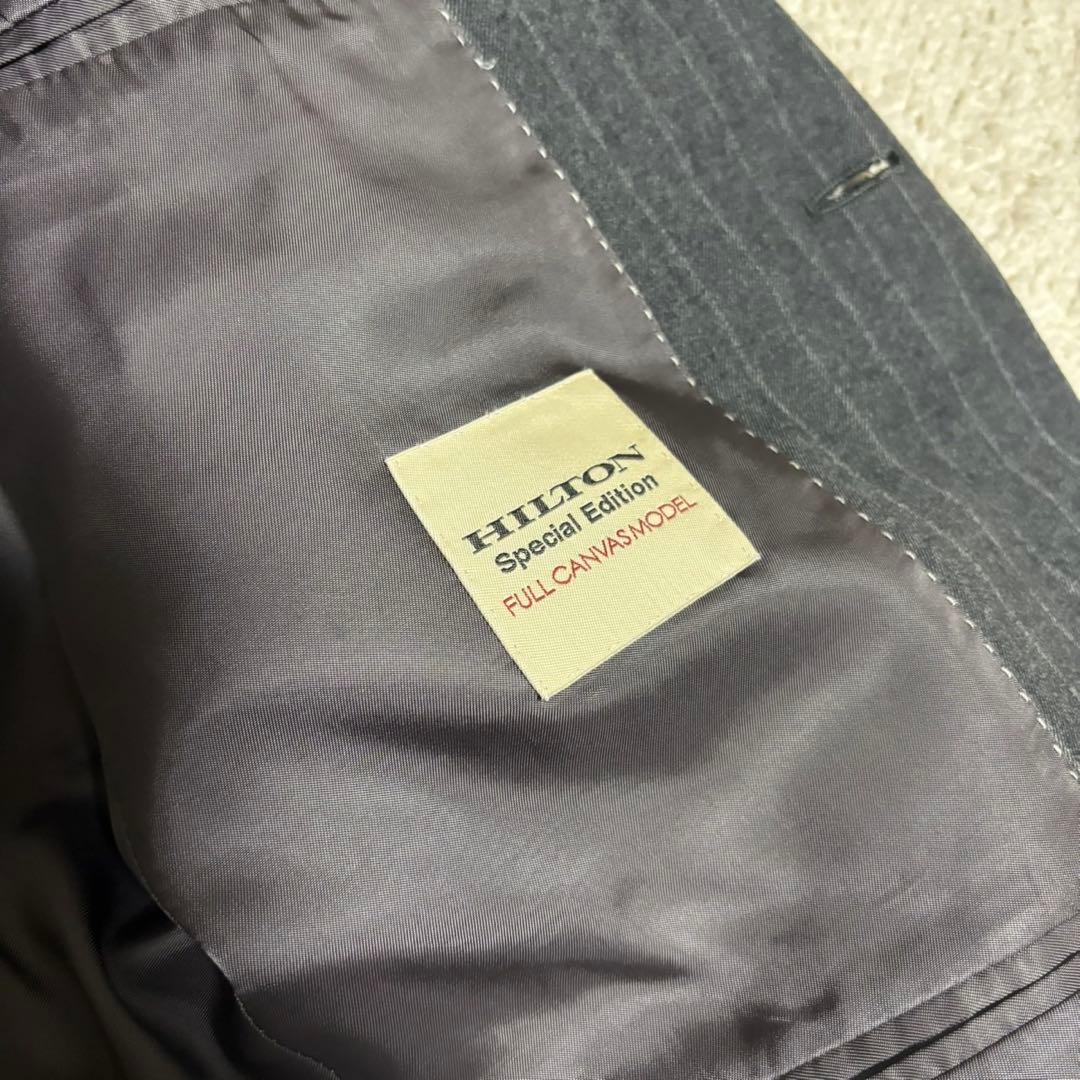 HILTON
Special Edition
FULL CANVAS MODEL